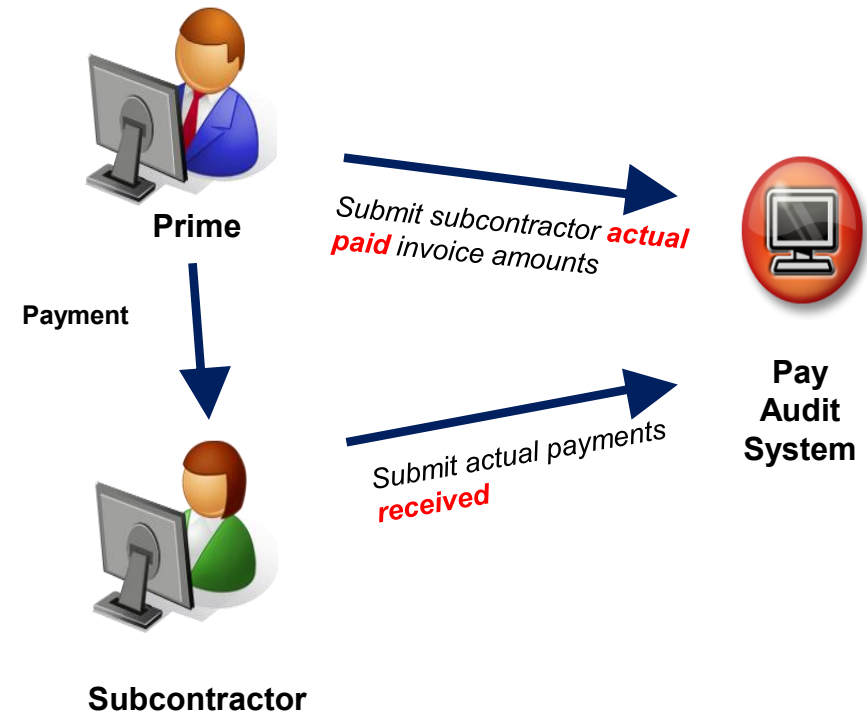 Prime
Submit subcontractor actual
paid invoice amounts
Payment
Pay
Audit
System
Submit actual payments
received
Subcontractor